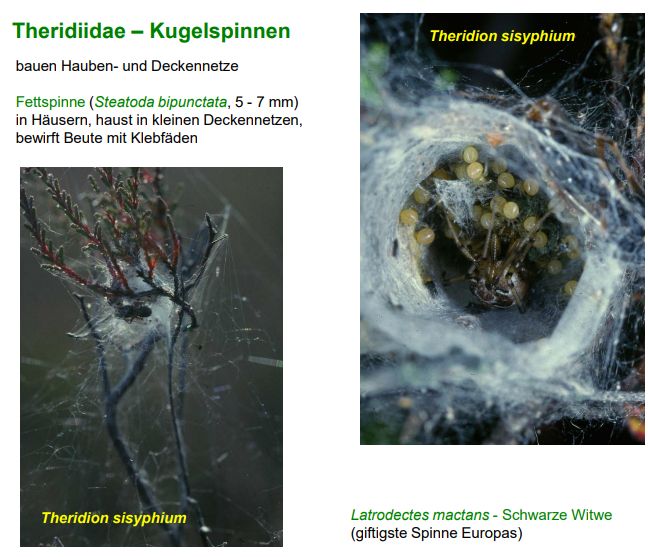 Theridiidae – Kugelspinnen
bauen Hauben- und Deckennetze
Fettspinne (Steatoda bipunctata, 5 - 7 mm)
in Häusern, haust in kleinen Deckennetzen,
bewirft Beute mit Klebfäden
Theridion sisyphium
Theridion sisyphium
Latrodectes mactans - Schwarze Witwe
(giftigste Spinne Europas)